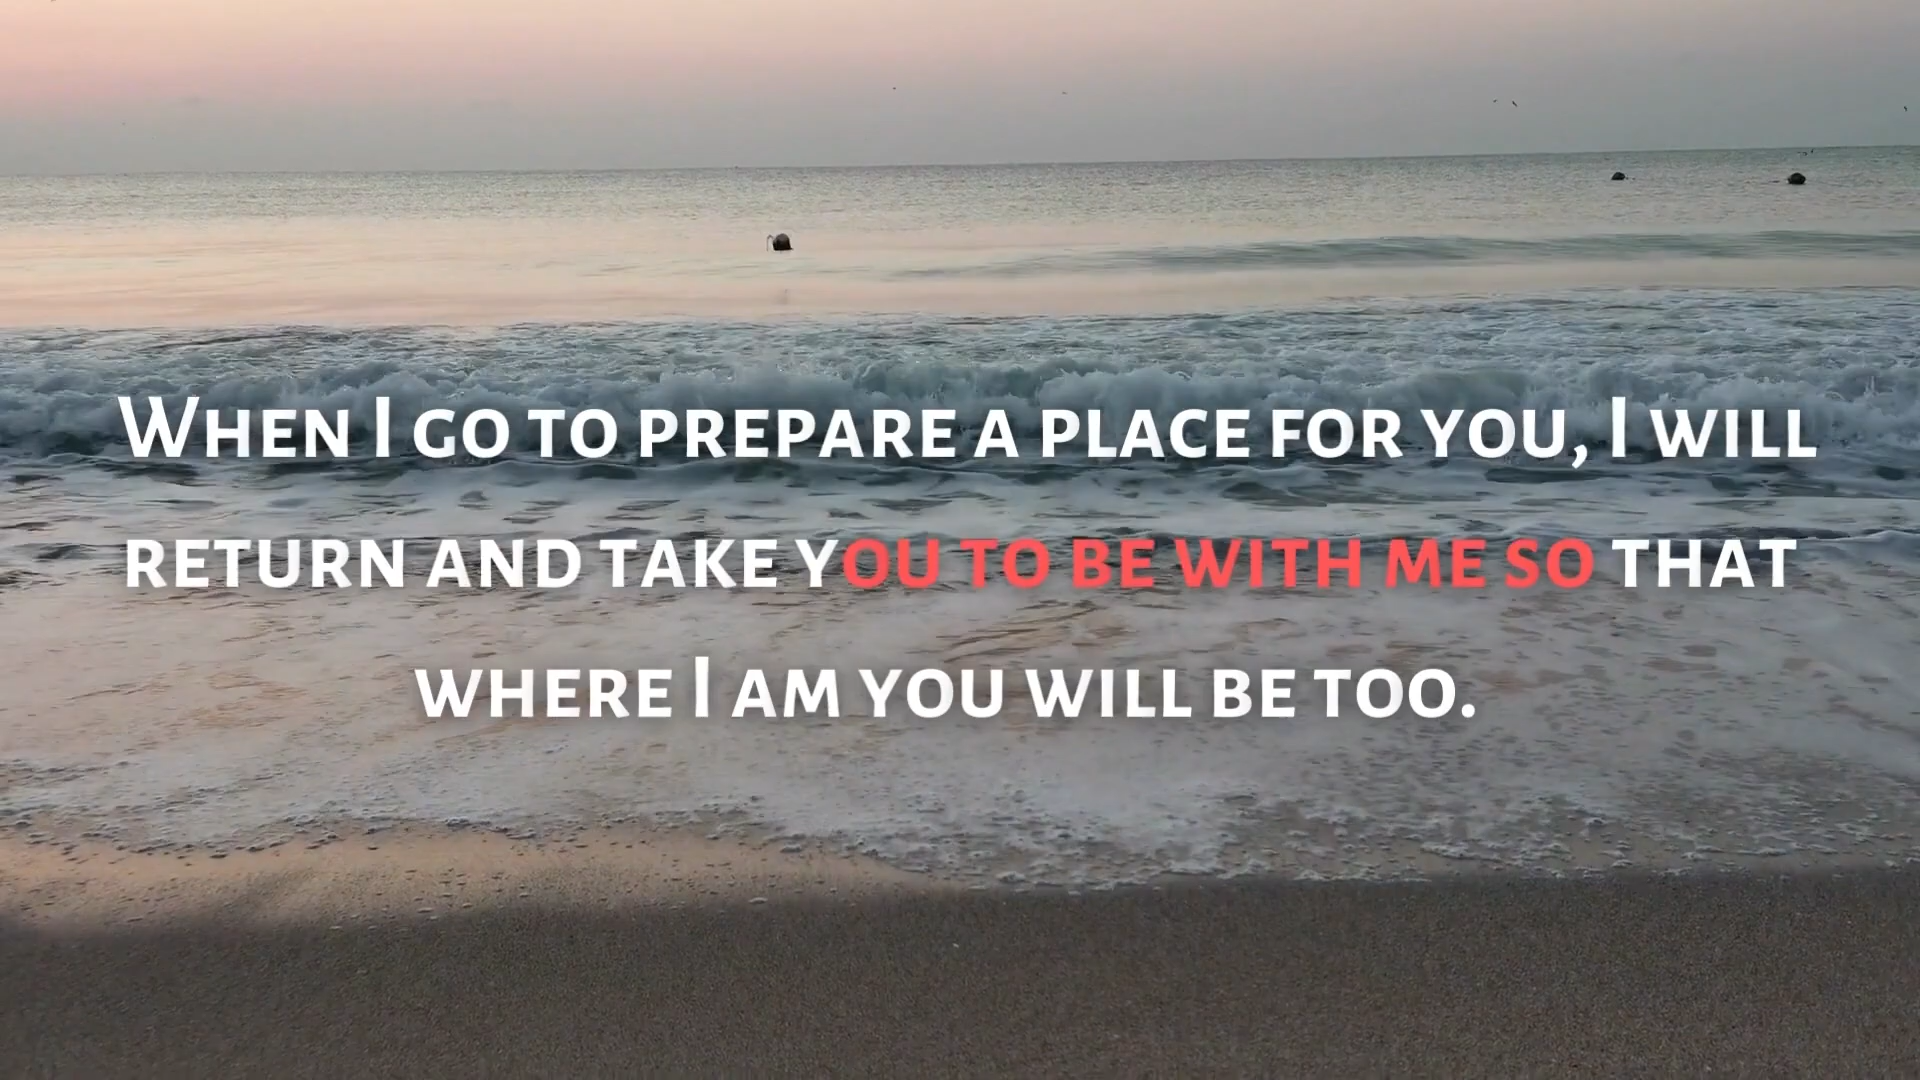 When I go to prepare a place for you, I will
return and take you to be with me so that
where I am you will be too.